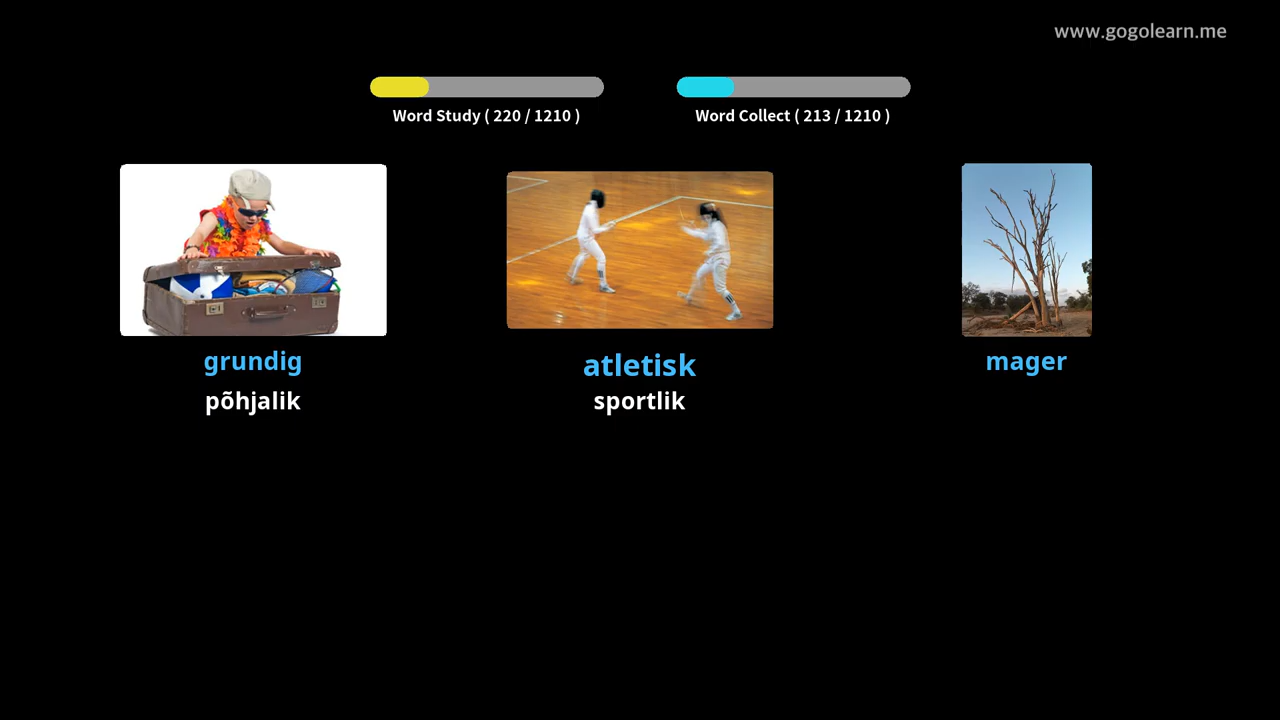 www.gogolearn.me
Word Study ( 220 / 1210 )
Word Collect ( 213 / 1210 )
grundig
atletisk
mager
põhjalik
sportlik